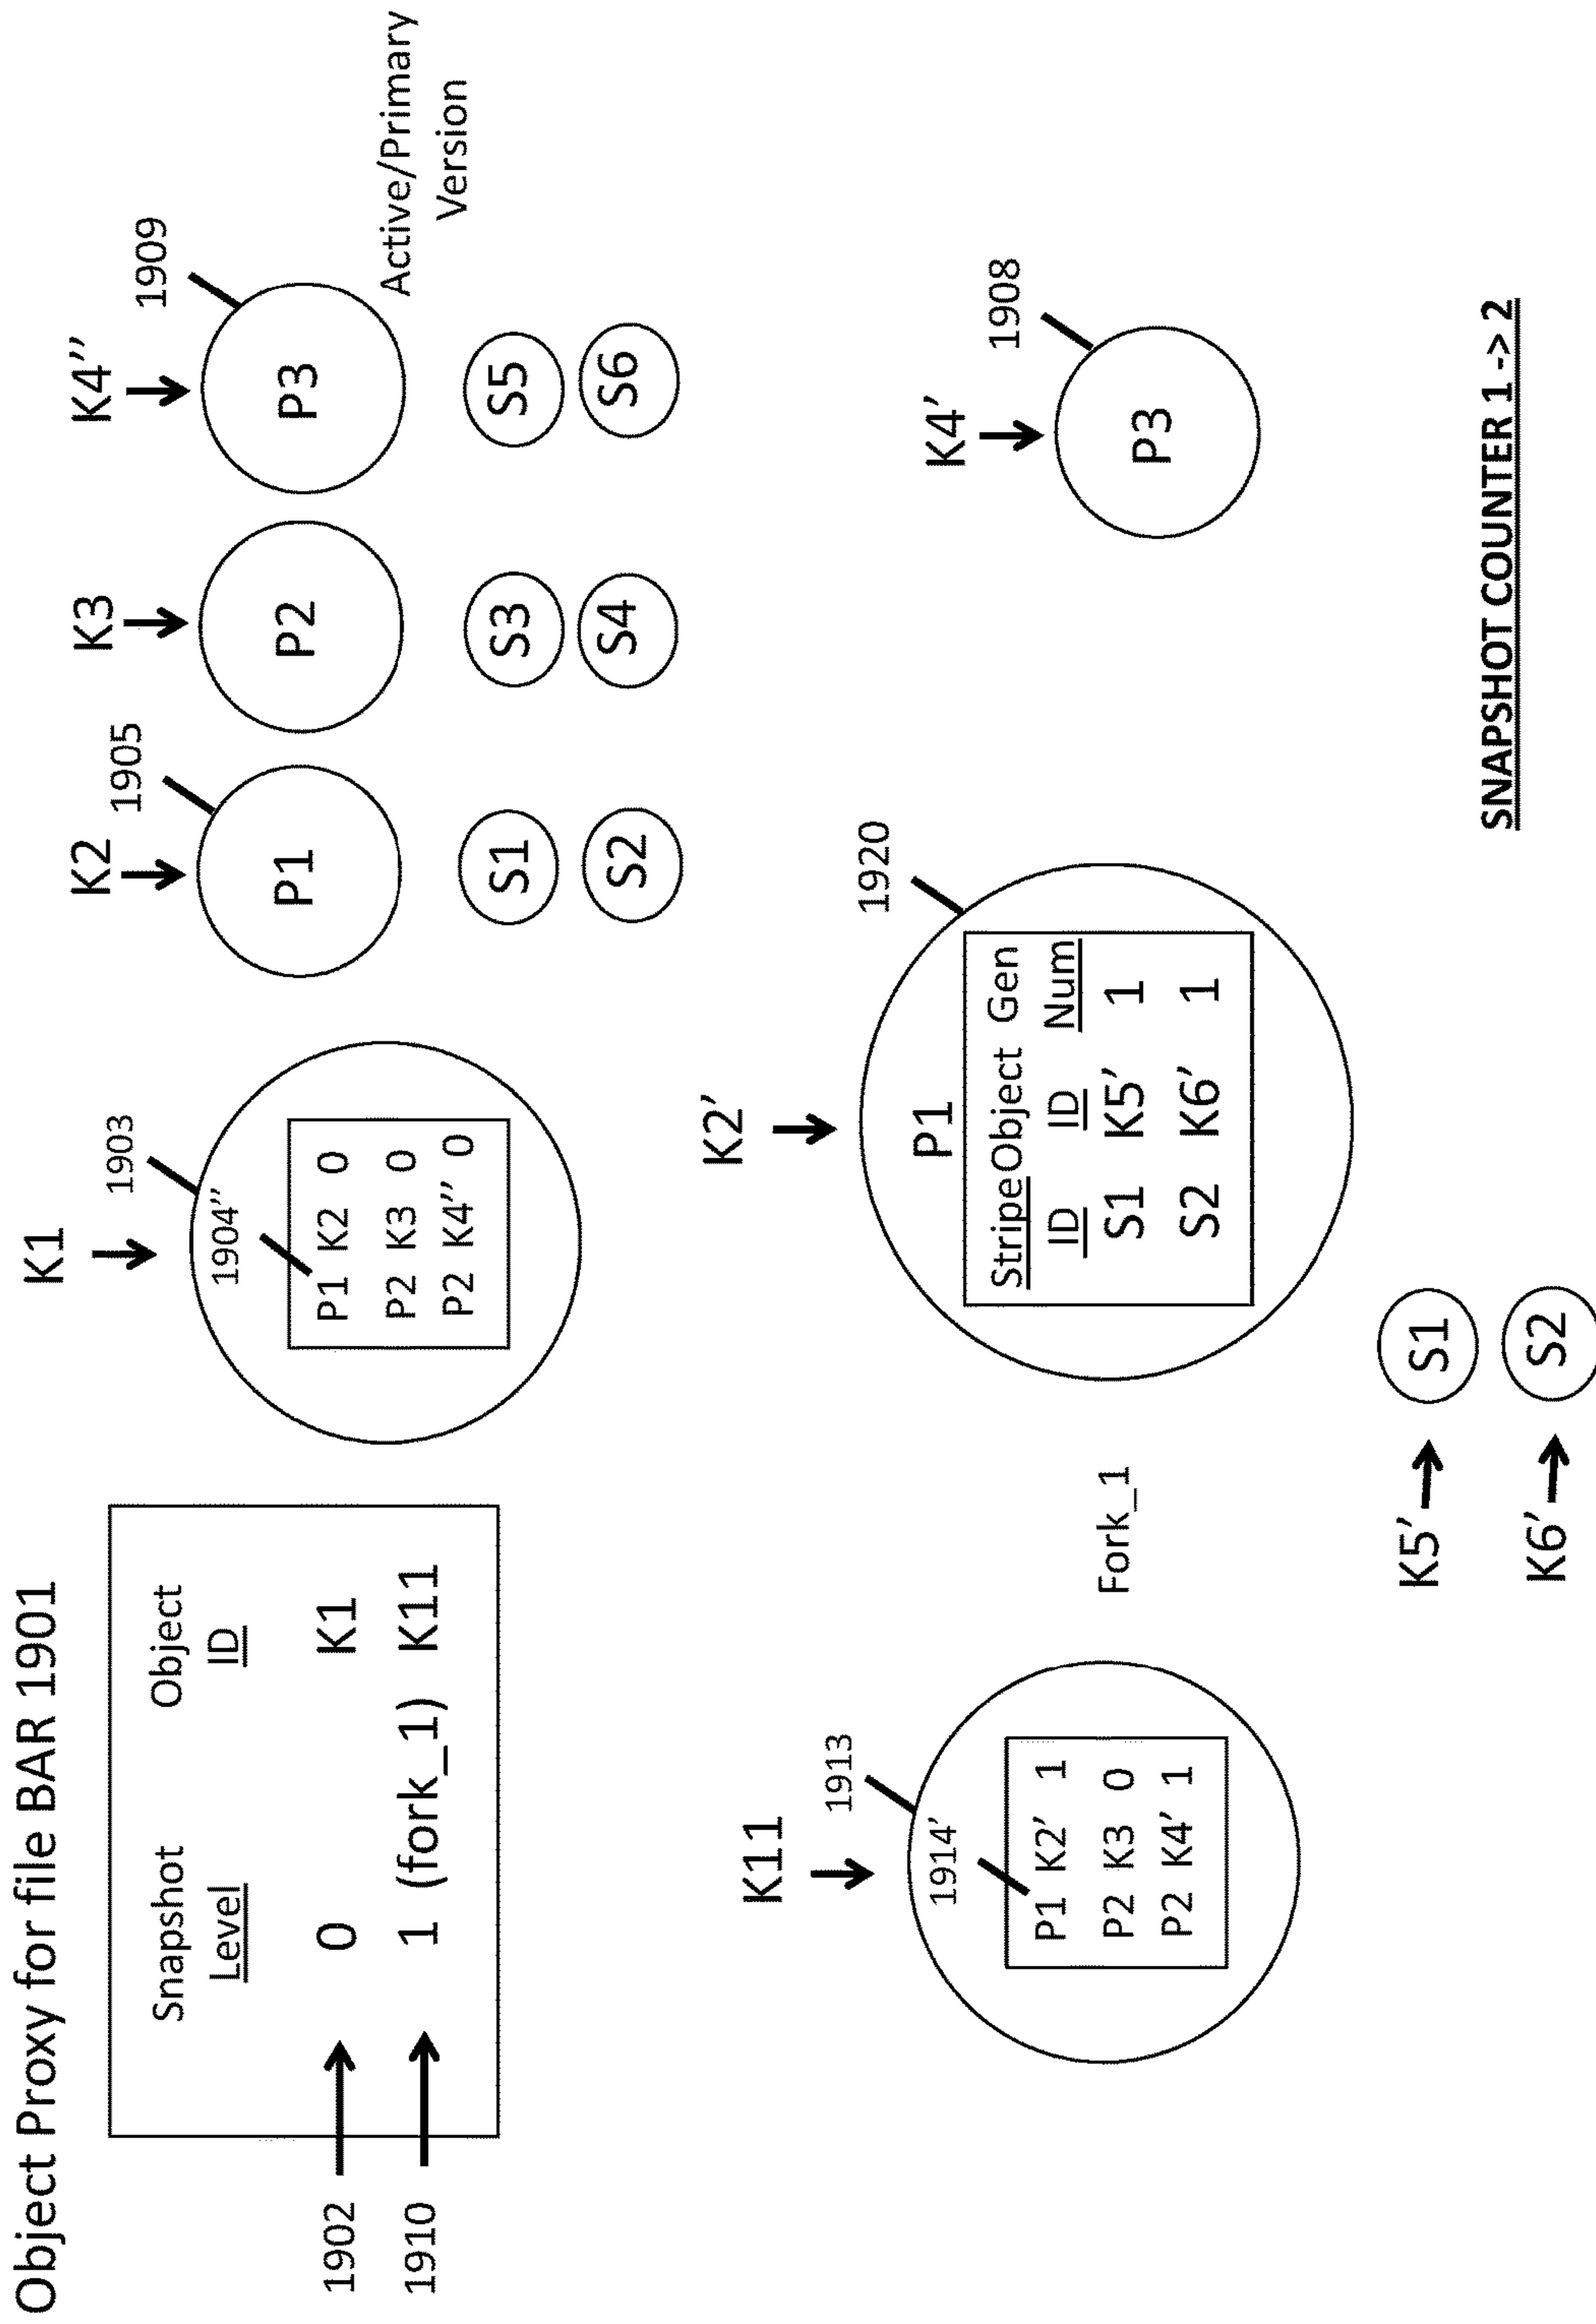 Object Proxy for file BAR 1901
Snapshot Object
Level ID
1902
0 K1
1910
1 (fork_1) K11
K1
1903
1904’’
P1 K2 0
P2 K3 0
P2 K4’’ 0
K2
1905
P1
S1
S2
K3
P2
S3
S4
K4’’
1909
P3
S5
S6
Active/Primary
Version
K11
1913
1914’
P1 K2’ 1
P2 K3 0
P2 K4’ 1
Fork_1
K2’
1920
P1
Stripe Object Gen
ID ID Num
S1 K5’ 1
S2 K6’ 1
K5’ S1
K6’ S2
K4’
1908
P3
SNAPSHOT COUNTER 1 -> 2